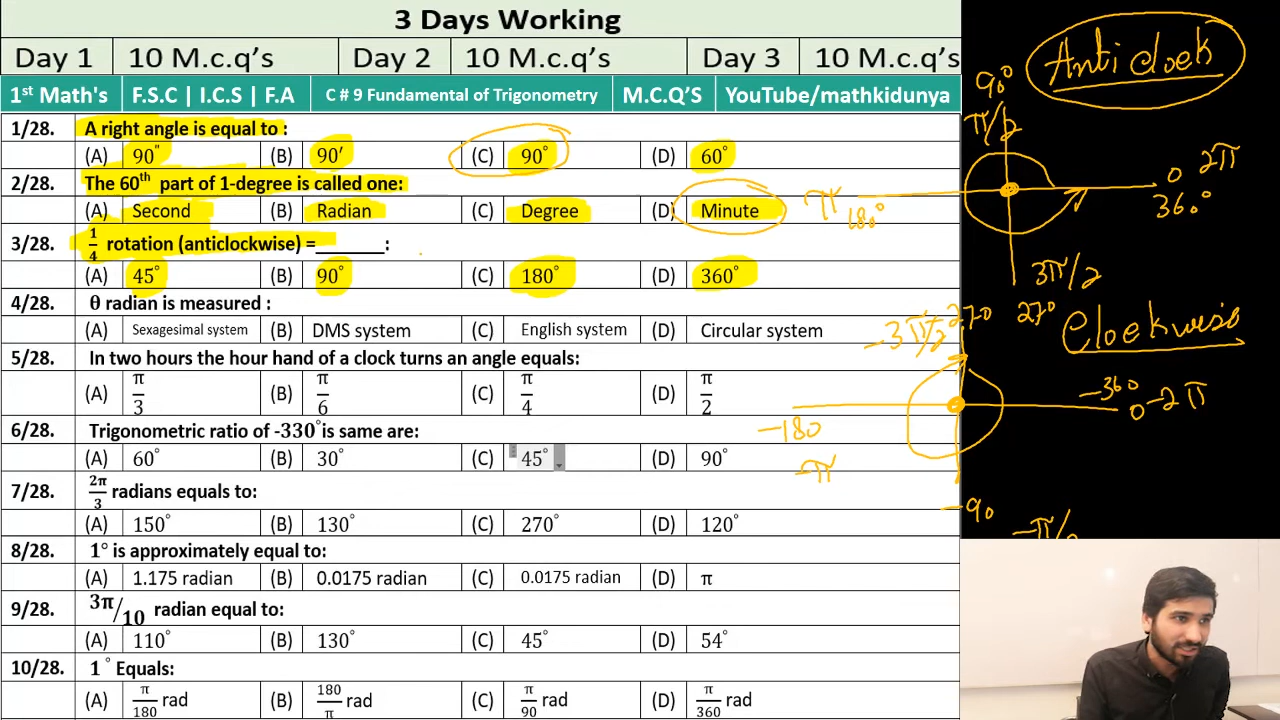 3 Days Working
Day 1 10 M.c.q's Day 2 10 M.c.q's Day 3 10 M.c.q's
1st Math's F.S.C | I.C.S | F.A C # 9 Fundamental of Trigonometry M.C.Q'S YouTube/mathkidunya
1/28. A right angle is equal to :
(A) 90" (B) 90′ (C) 90° (D) 60°
2/28. The 60th part of 1-degree is called one:
(A) Second (B) Radian (C) Degree (D) Minute
3/28. 1/4 rotation (anticlockwise) =_______:
(A) 45° (B) 90° (C) 180° (D) 360°
4/28. θ radian is measured :
(A) Sexagesimal system (B) DMS system (C) English system (D) Circular system
5/28. In two hours the hour hand of a clock turns an angle equals:
(A) π/3 (B) π/6 (C) π/4 (D) π/2
6/28. Trigonometric ratio of -330° is same are:
(A) 60° (B) 30° (C) 45° (D) 90°
7/28. 2π/3 radians equals to:
(A) 150° (B) 130° (C) 270° (D) 120°
8/28. 1° is approximately equal to:
(A) 1.175 radian (B) 0.0175 radian (C) 0.0175 radian (D) π
9/28. 3π/10 radian equal to:
(A) 110° (B) 130° (C) 45° (D) 54°
10/28. 1° Equals:
(A) π/180 rad (B) 180/π rad (C) π/90 rad (D) π/360 rad
Anticlock
90°
π/2
0 2π
360°
π
180°
3π/2
270
Clockwise
-3π/2 270
-360
0 -2π
-180
-π
-90
-π/